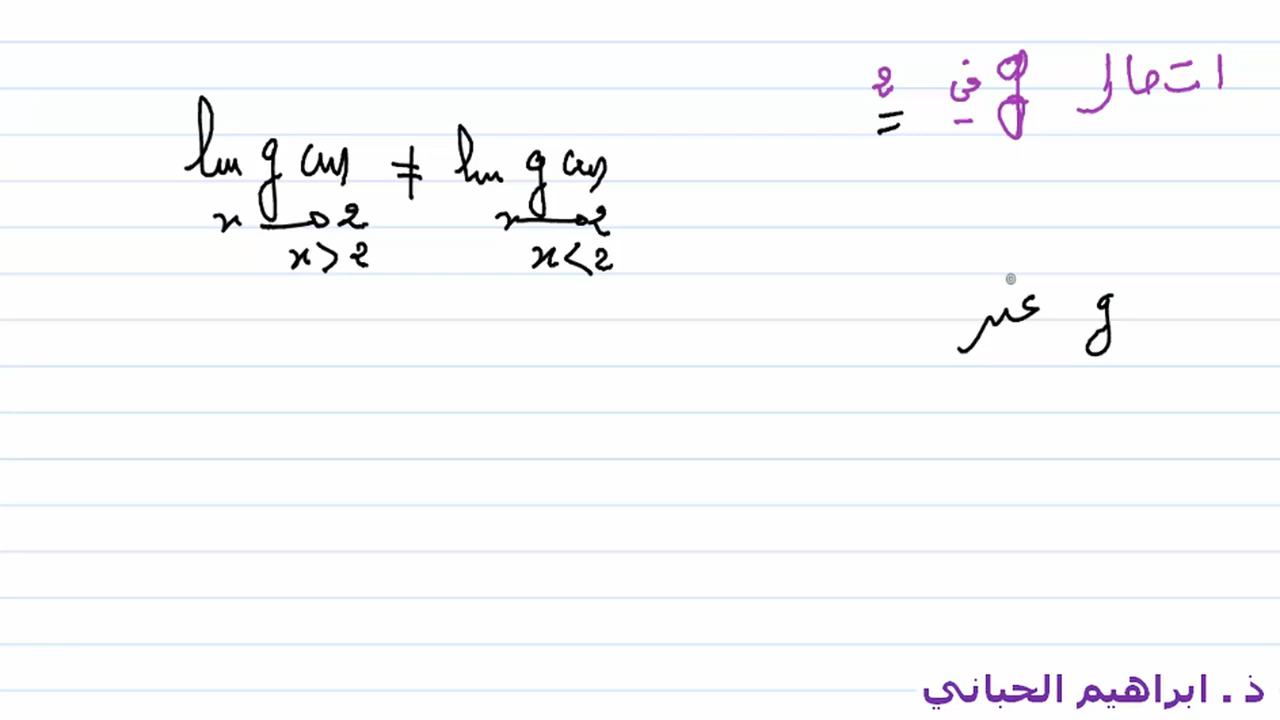 اتصال g في 2
lim g(x) ≠ lim g(x)
x → 2 x → 2
x > 2 x < 2
g غير
ذ . ابراهيم الحباني